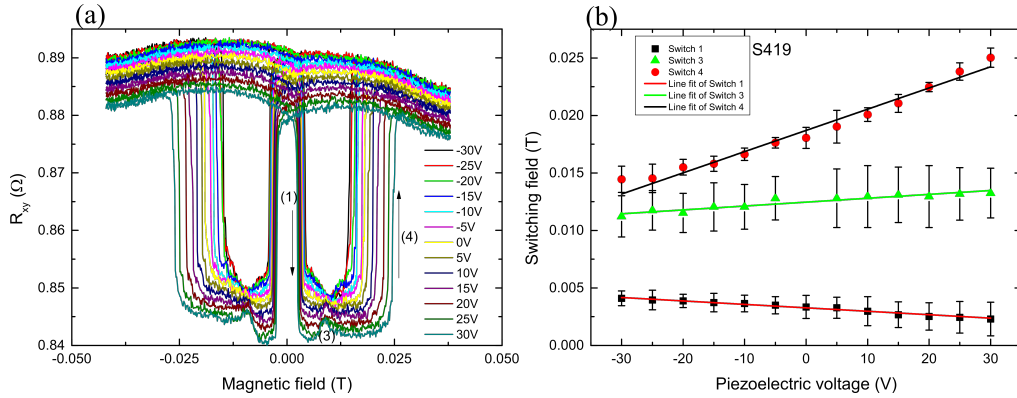 (a)
0.89
0.88
0.87
0.86
0.85
0.84
Rxy (Ω)
-0.050
-0.025
0.000
0.025
0.050
Magnetic field (T)
(1)
(3)
(4)
-30V
-25V
-20V
-15V
-10V
-5V
0V
5V
10V
15V
20V
25V
30V
(b)
S419
Switch 1
Switch 3
Switch 4
Line fit of Switch 1
Line fit of Switch 3
Line fit of Switch 4
0.025
0.020
0.015
0.010
0.005
0.000
Switching field (T)
-30
-20
-10
0
10
20
30
Piezoelectric voltage (V)